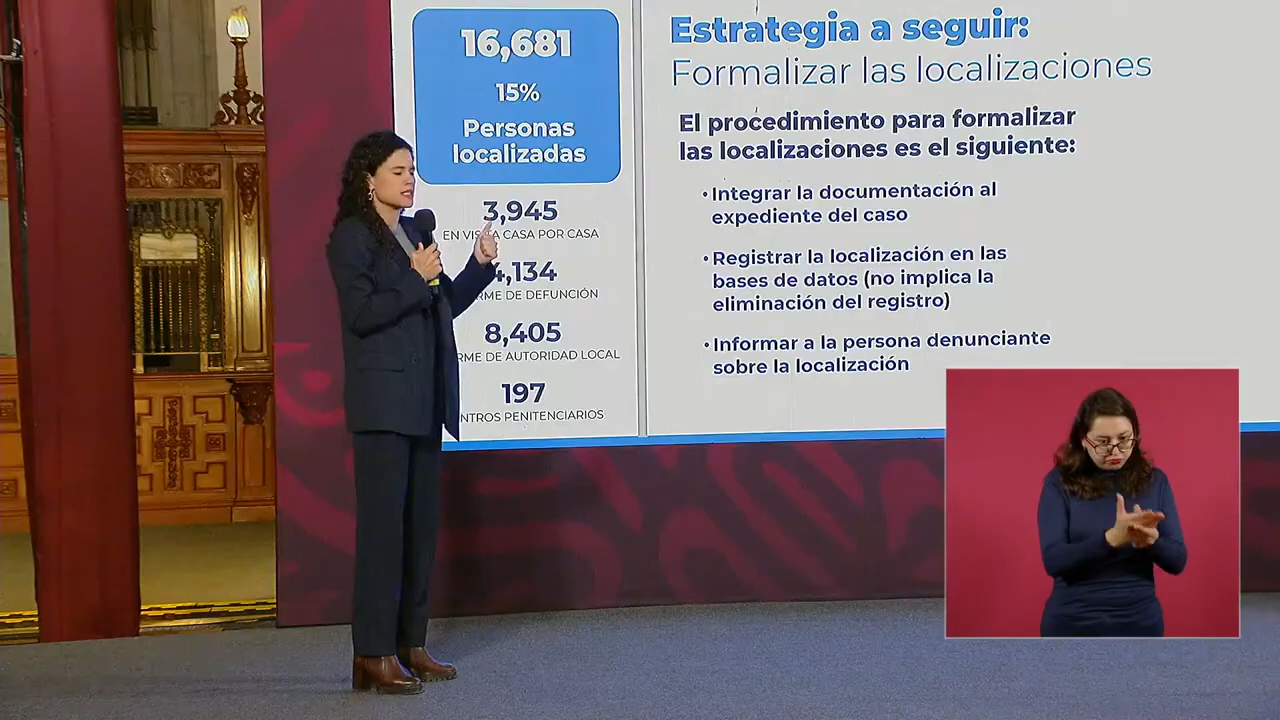 16,681
15%
Personas
localizadas
3,945
EN VISITA CASA POR CASA
4,134
DE DEFUNCIÓN
8,405
DE AUTORIDAD LOCAL
197
PENITENCIARIOS
Estrategia a seguir:
Formalizar las localizaciones
El procedimiento para formalizar
las localizaciones es el siguiente:
• Integrar la documentación al
expediente del caso
• Registrar la localización en las
bases de datos (no implica la
eliminación del registro)
• Informar a la persona denunciante
sobre la localización